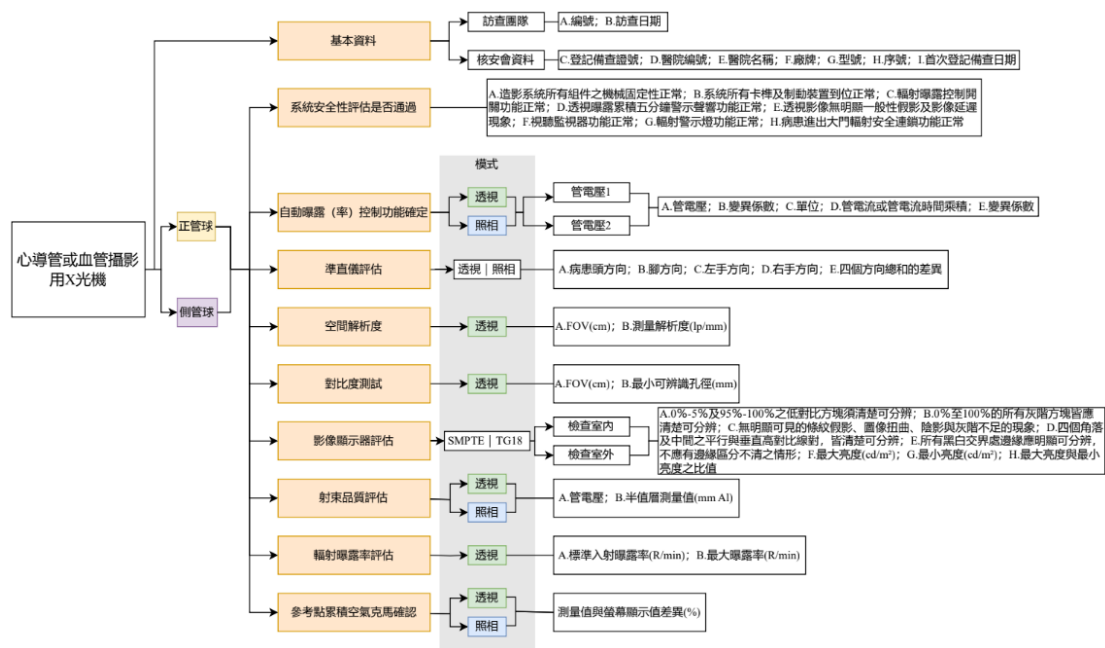 訪查團隊
A.編號；B.訪查日期
基本資料
核安會資料
C.登記備查證號；D.醫院編號；E.醫院名稱；F.廠牌；G.型號；H.序號；I.首次登記備查日期
系統安全性評估是否通過
A.造影系統所有組件之機械固定性正常；B.系統所有卡榫及制動裝置到位正常；C.輻射曝露控制開
關功能正常；D.透視曝露累積五分鐘警示聲響功能正常；E.透視影像無明顯一般性假影及影像延遲
現象；F.視聽監視器功能正常；G.輻射警示燈功能正常；H.病患進出大門輻射安全連鎖功能正常
模式
心導管或血管攝影
用X光機
正管球
側管球
自動曝露（率）控制功能確定
透視
照相
管電壓1
管電壓2
A.管電壓；B.變異係數；C.單位；D.管電流或管電流時間乘積；E.變異係數
準直儀評估
透視｜照相
A.病患頭方向；B.腳方向；C.左手方向；D.右手方向；E.四個方向總和的差異
空間解析度
透視
A.FOV(cm)；B.測量解析度(lp/mm)
對比度測試
透視
A.FOV(cm)；B.最小可辨識孔徑(mm)
影像顯示器評估
SMPTE｜TG18
檢查室內
檢查室外
A.0%-5%及95%-100%之低對比方塊須清楚可分辨；B.0%至100%的所有灰階方塊皆應
清楚可分辨；C.無明顯可見的條紋假影、圖像扭曲、陰影與灰階不足的現象；D.四個角落
及中間之平行與垂直高對比線對，皆清楚可分辨；E.所有黑白交界處邊緣應明顯可分辨，
不應有邊緣區分不清之情形；F.最大亮度(cd/m²)；G.最小亮度(cd/m²)；H.最大亮度與最小
亮度之比值
射束品質評估
透視
照相
A.管電壓；B.半值層測量值(mm Al)
輻射曝露率評估
透視
A.標準入射曝露率(R/min)；B.最大曝露率(R/min)
參考點累積空氣克馬確認
透視
照相
測量值與螢幕顯示值差異(%)